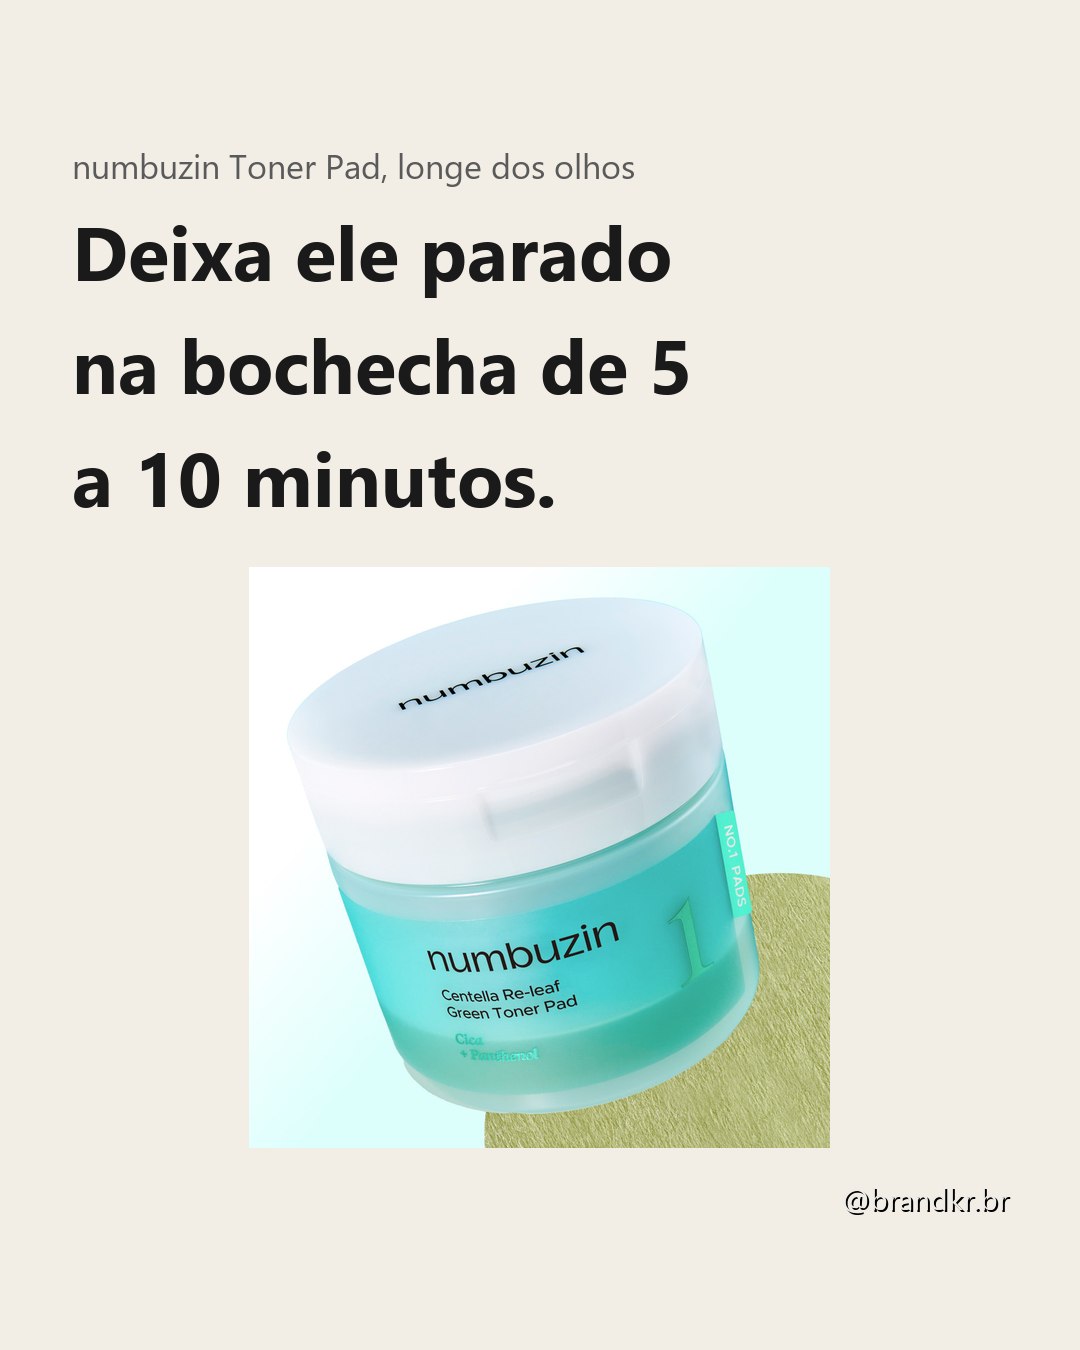 numbuzin Toner Pad, longe dos olhos
Deixa ele parado
na bochecha de 5
a 10 minutos.
numbuzin
NO.1 PADS
numbuzin
1
Centella Re-leaf
Green Toner Pad
Cica
+ Panthenol
@brandkr.br